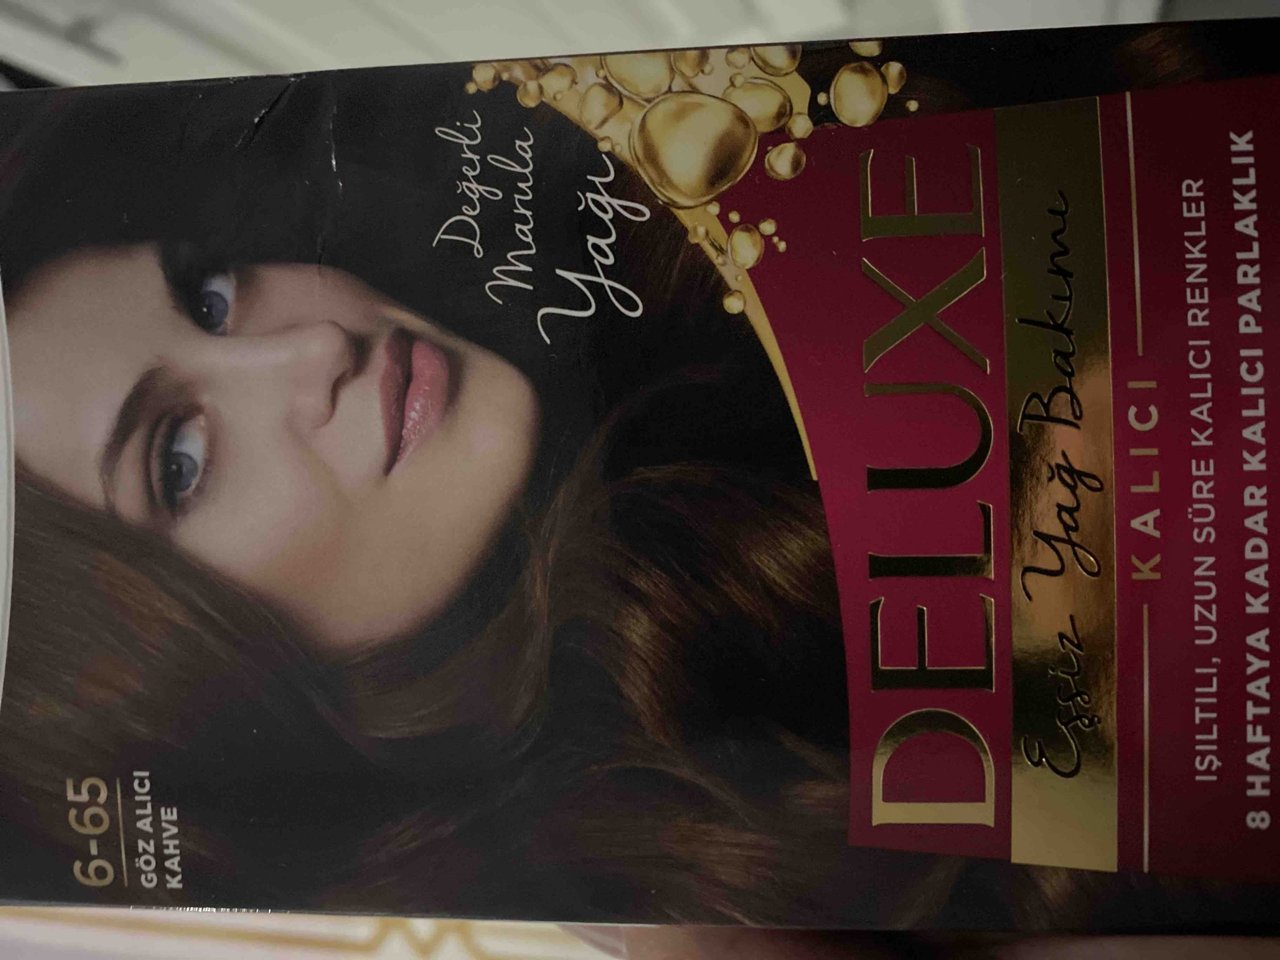 6-65
GÖZ ALICI
KAHVE
Değerli
Marula
Yağı
DELUXE
Eşsiz Yağ Bakımı
KALICI
IŞILTILI, UZUN SÜRE KALICI RENKLER
8 HAFTAYA KADAR KALICI PARLAKLIK